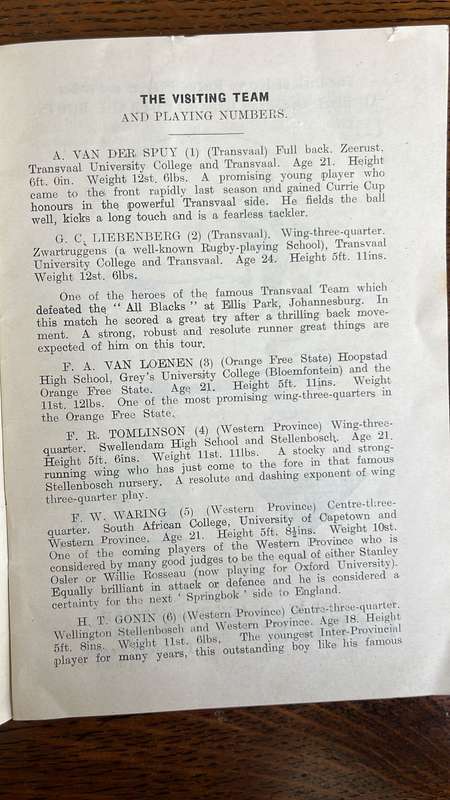 THE VISITING TEAM
AND PLAYING NUMBERS.
A. VAN DER SPUY (1) (Transvaal) Full back. Zeerust.
Transvaal University College and Transvaal. Age 21. Height
6ft. 0in. Weight 12st. 6lbs. A promising young player who
came to the front rapidly last season and gained Currie Cup
honours in the powerful Transvaal side. He fields the ball
well, kicks a long touch and is a fearless tackler.
G. C. LIEBENBERG (2) (Transvaal). Wing-three-quarter.
Zwartruggens (a well-known Rugby-playing School), Transvaal
University College and Transvaal. Age 24. Height 5ft. 11ins.
Weight 12st. 6lbs.
One of the heroes of the famous Transvaal Team which
defeated the " All Blacks " at Ellis Park, Johannesburg. In
this match he scored a great try after a thrilling back move-
ment. A strong, robust and resolute runner great things are
expected of him on this tour.
F. A. VAN LOENEN (3) (Orange Free State) Hoopstad
High School, Grey's University College (Bloemfontein) and the
Orange Free State. Age 21. Height 5ft. 11ins. Weight
11st. 12lbs. One of the most promising wing-three-quarters in
the Orange Free State.
F. R. TOMLINSON (4) (Western Province) Wing-three-
quarter. Swellendam High School and Stellenbosch. Age 21.
Height 5ft. 6ins. Weight 11st. 11lbs. A stocky and strong-
running wing who has just come to the fore in that famous
Stellenbosch nursery. A resolute and dashing exponent of wing
three-quarter play.
F. W. WARING (5) (Western Province) Centre-three-
quarter. South African College, University of Capetown and
Western Province. Age 21. Height 5ft. 8½ins. Weight 10st.
One of the coming players of the Western Province who is
considered by many good judges to be the equal of either Stanley
Osler or Willie Rosseau (now playing for Oxford University).
Equally brilliant in attack or defence and he is considered a
certainty for the next ' Springbok ' side to England.
H. T. GONIN (6) (Western Province) Centre-three-quarter.
Wellington Stellenbosch and Western Province. Age 18. Height
5ft. 8ins. Weight 11st. 6lbs. The youngest Inter-Provincial
player for many years, this outstanding boy like his famous